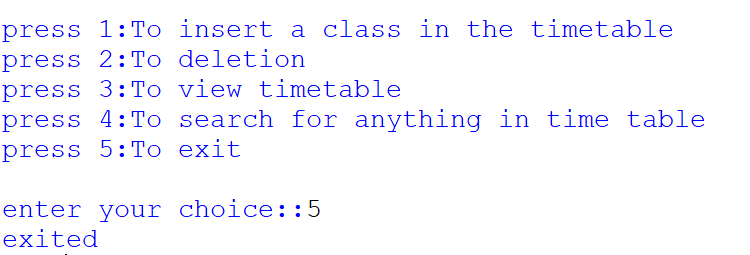 press 1:To insert a class in the timetable
press 2:To deletion
press 3:To view timetable
press 4:To search for anything in time table
press 5:To exit
enter your choice::5
exited